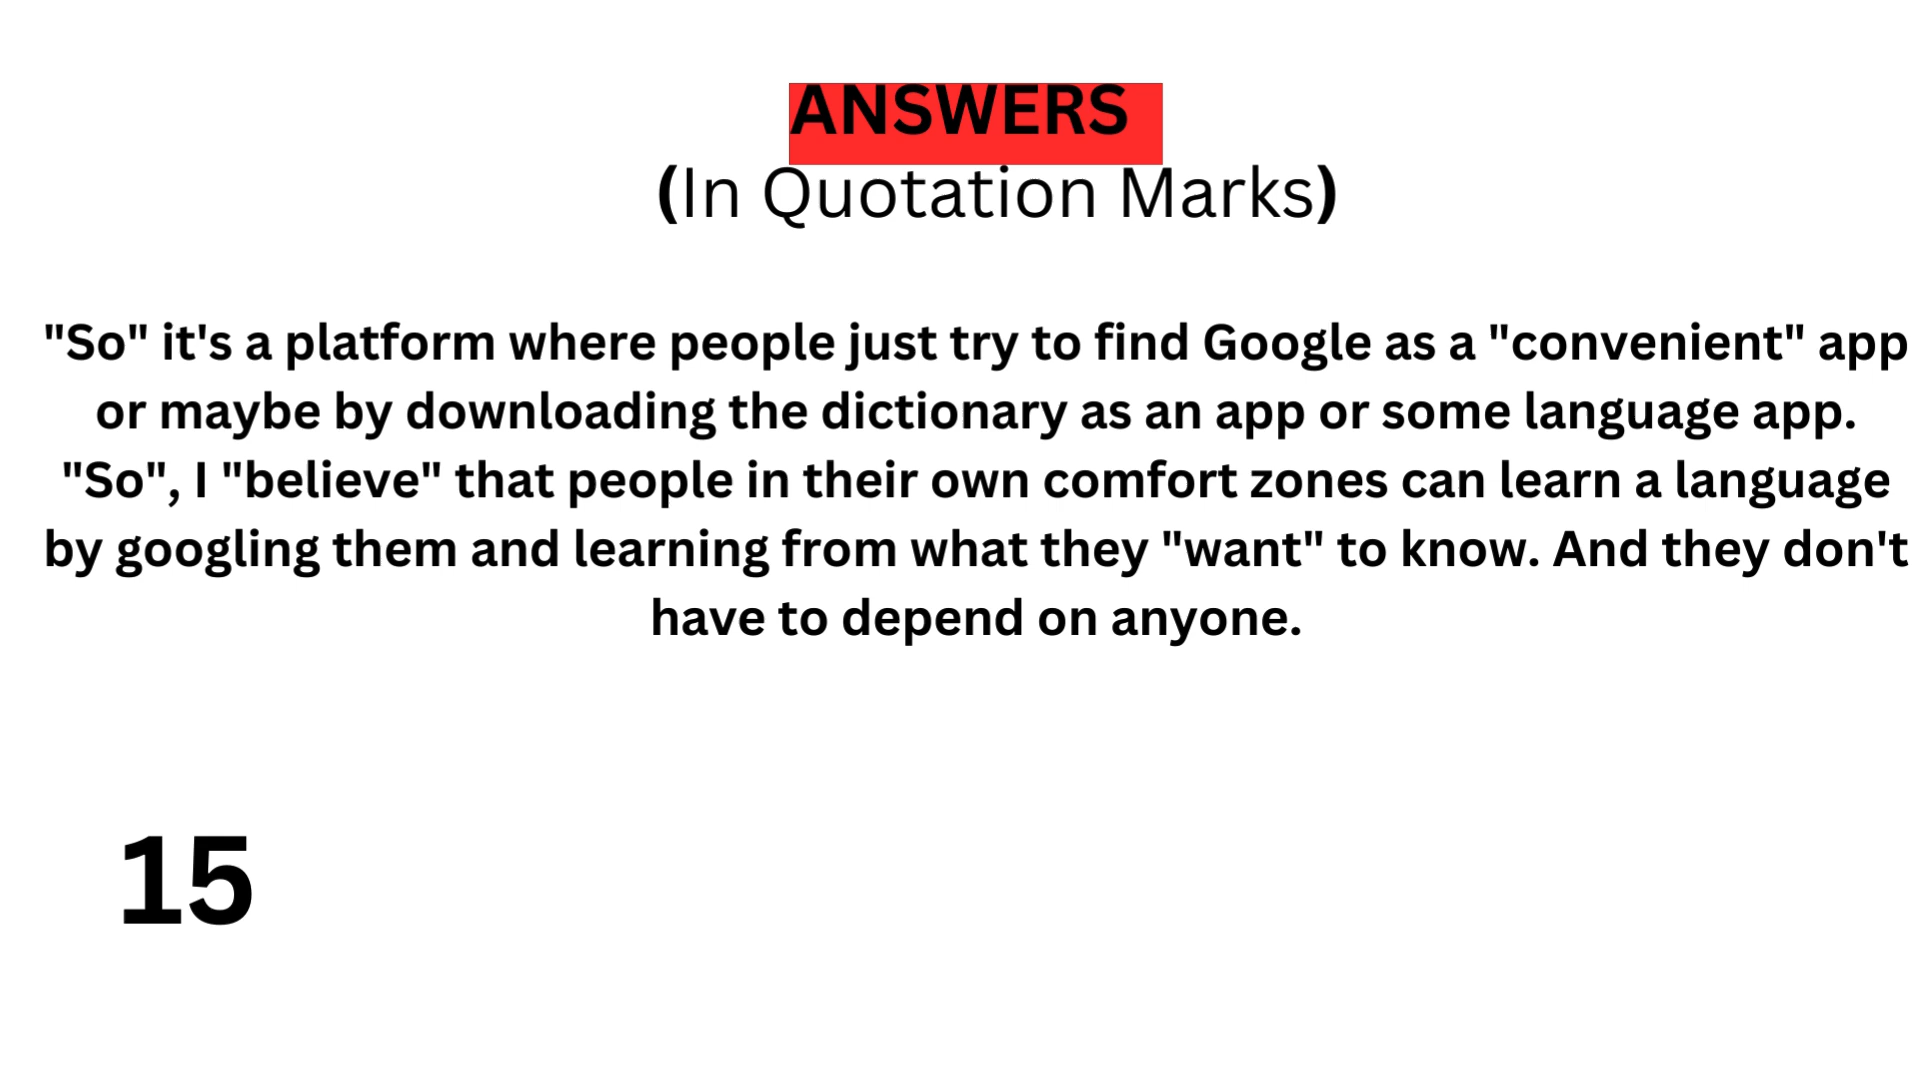 ANSWERS
(In Quotation Marks)
"So" it's a platform where people just try to find Google as a "convenient" app
or maybe by downloading the dictionary as an app or some language app.
"So", I "believe" that people in their own comfort zones can learn a language
by googling them and learning from what they "want" to know. And they don't
have to depend on anyone.
15